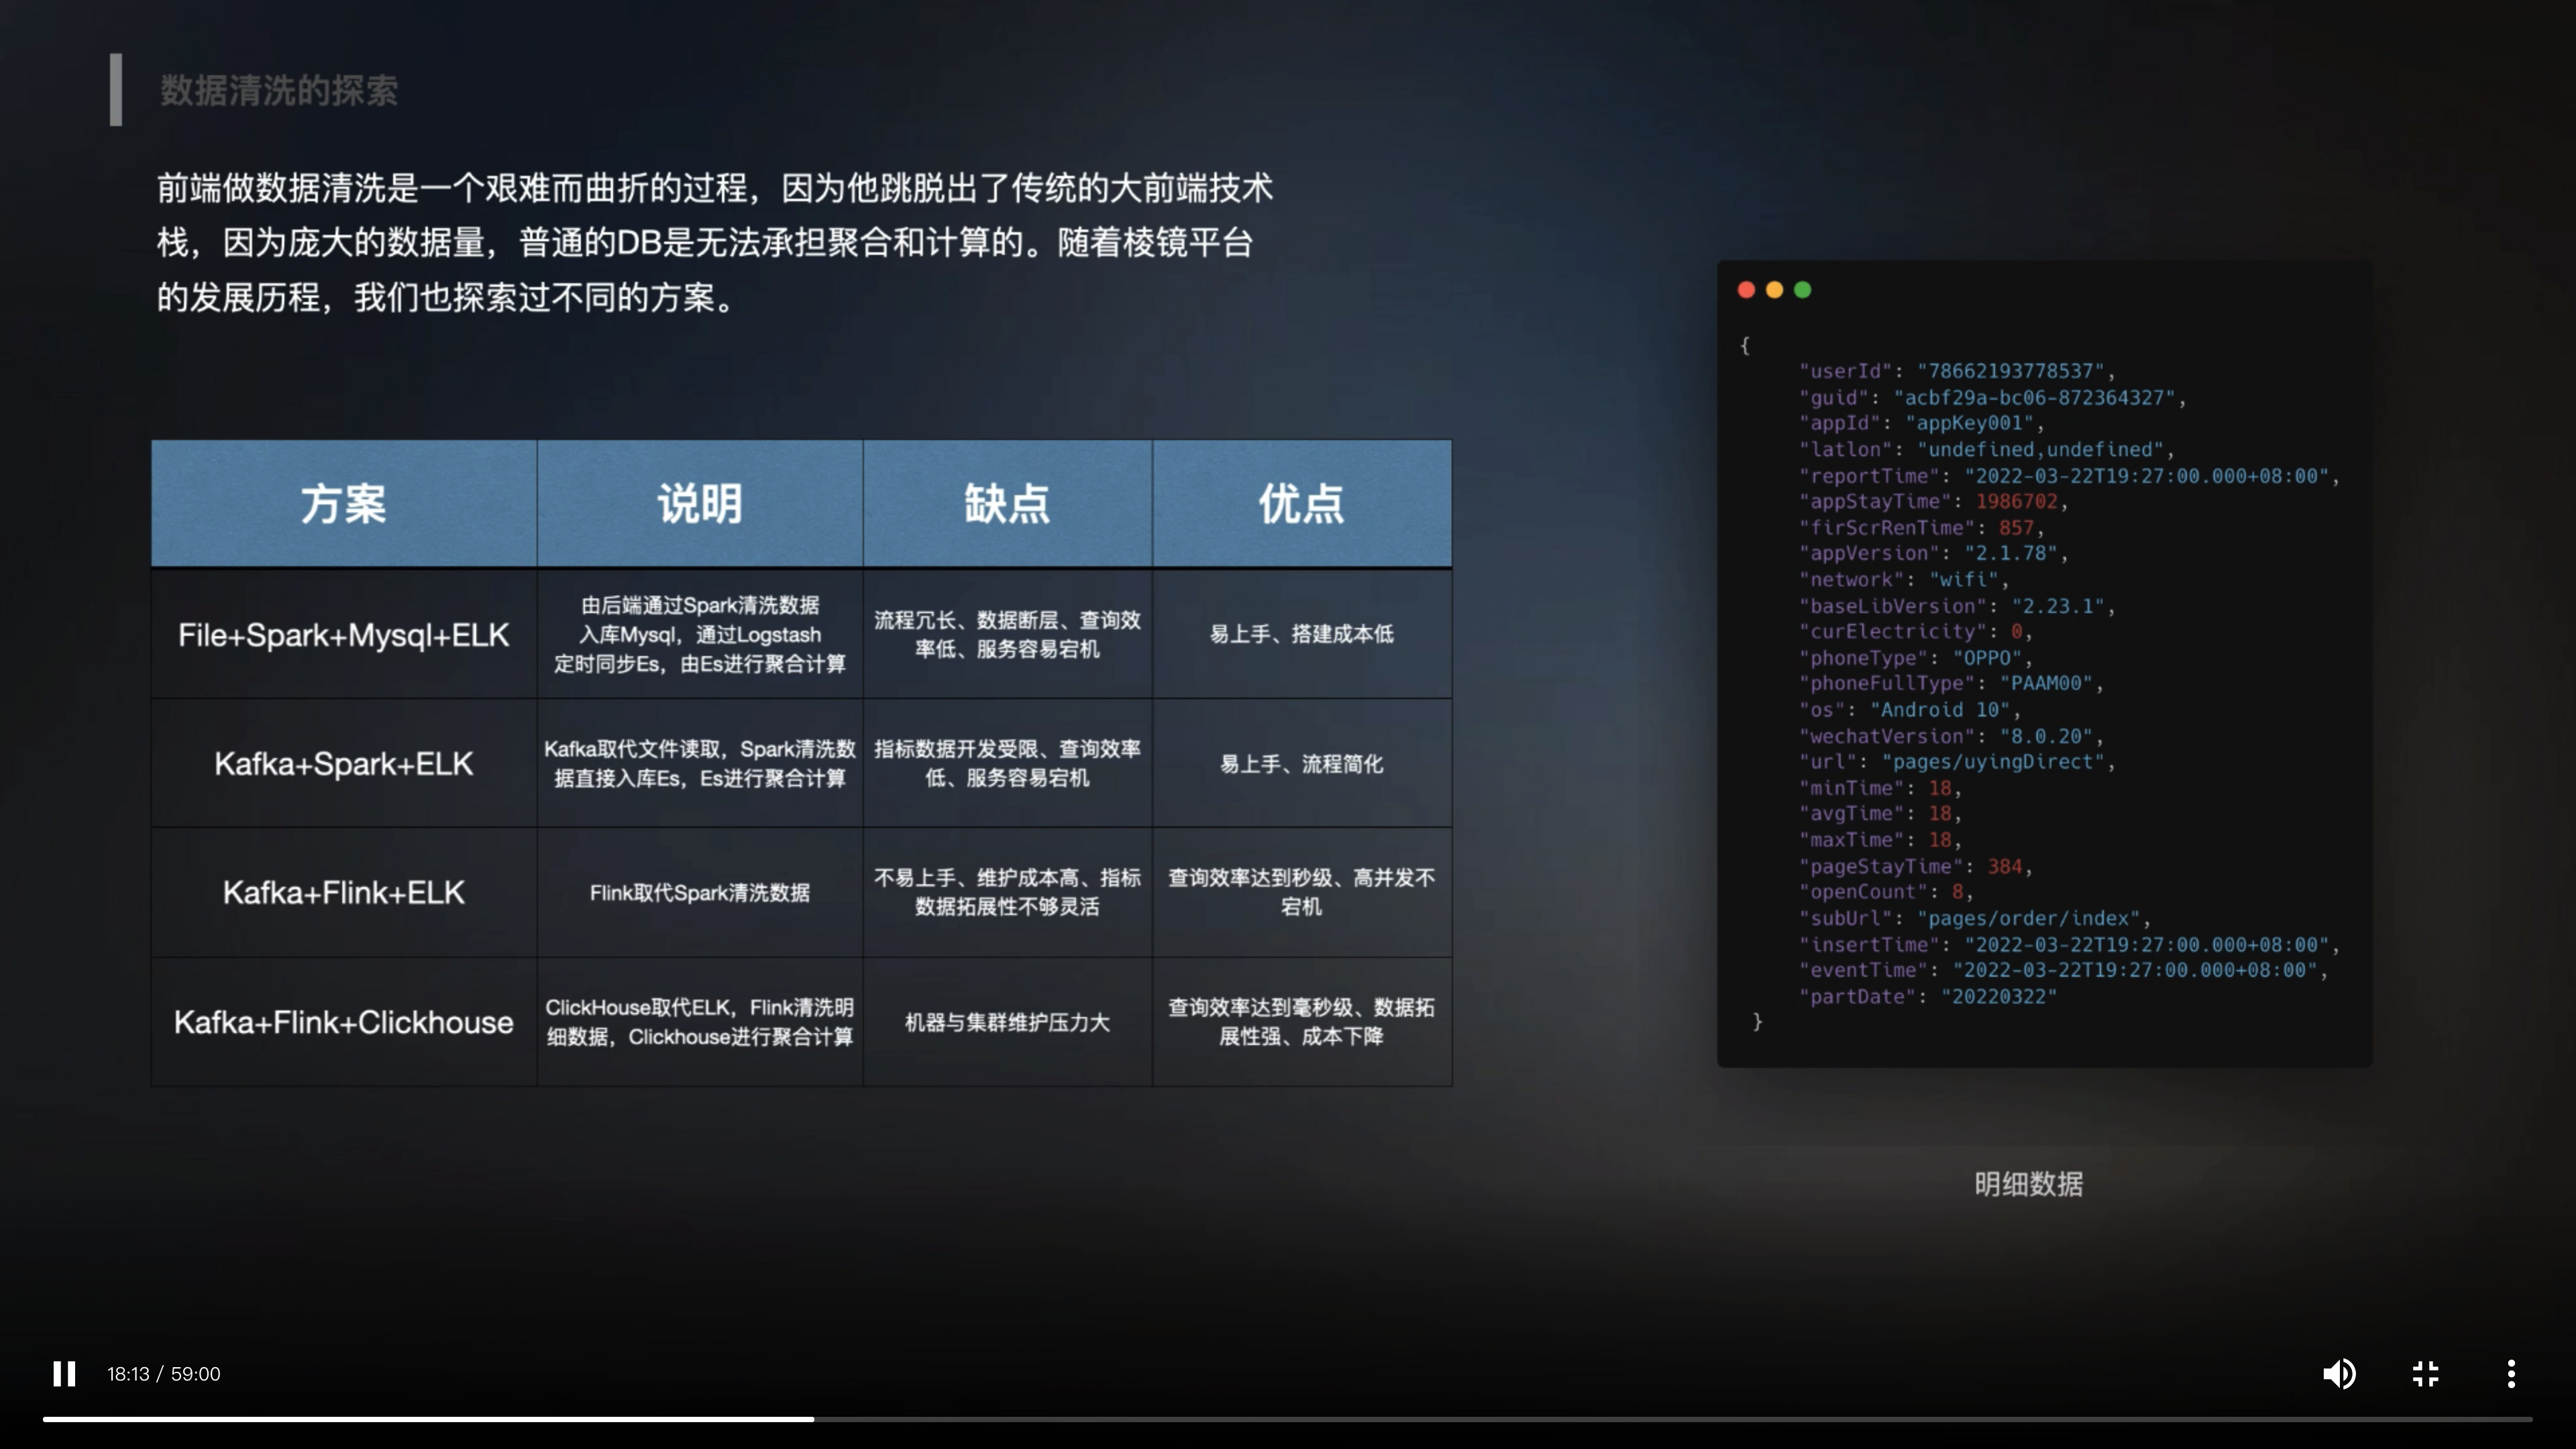 数据清洗的探索
前端做数据清洗是一个艰难而曲折的过程，因为他跳脱出了传统的大前端技术
栈，因为庞大的数据量，普通的DB是无法承担聚合和计算的。随着棱镜平台
的发展历程，我们也探索过不同的方案。
方案 说明 缺点 优点
File+Spark+Mysql+ELK
由后端通过Spark清洗数据
入库Mysql，通过Logstash
定时同步Es，由Es进行聚合计算
流程冗长、数据断层、查询效
率低、服务容易宕机
易上手、搭建成本低
Kafka+Spark+ELK
Kafka取代文件读取，Spark清洗数
据直接入库Es，Es进行聚合计算
指标数据开发受限、查询效率
低、服务容易宕机
易上手、流程简化
Kafka+Flink+ELK
Flink取代Spark清洗数据
不易上手、维护成本高、指标
数据拓展性不够灵活
查询效率达到秒级、高并发不
宕机
Kafka+Flink+Clickhouse
ClickHouse取代ELK，Flink清洗明
细数据，Clickhouse进行聚合计算
机器与集群维护压力大
查询效率达到毫秒级、数据拓
展性强、成本下降
{
"userId": "78662193778537",
"guid": "acbf29a-bc06-872364327",
"appId": "appKey001",
"latlon": "undefined,undefined",
"reportTime": "2022-03-22T19:27:00.000+08:00",
"appStayTime": 1986702,
"firScrRenTime": 857,
"appVersion": "2.1.78",
"network": "wifi",
"baseLibVersion": "2.23.1",
"curElectricity": 0,
"phoneType": "OPPO",
"phoneFullType": "PAAM00",
"os": "Android 10",
"wechatVersion": "8.0.20",
"url": "pages/uyingDirect",
"minTime": 18,
"avgTime": 18,
"maxTime": 18,
"pageStayTime": 384,
"openCount": 8,
"subUrl": "pages/order/index",
"insertTime": "2022-03-22T19:27:00.000+08:00",
"eventTime": "2022-03-22T19:27:00.000+08:00",
"partDate": "20220322"
}
明细数据
18:13 / 59:00